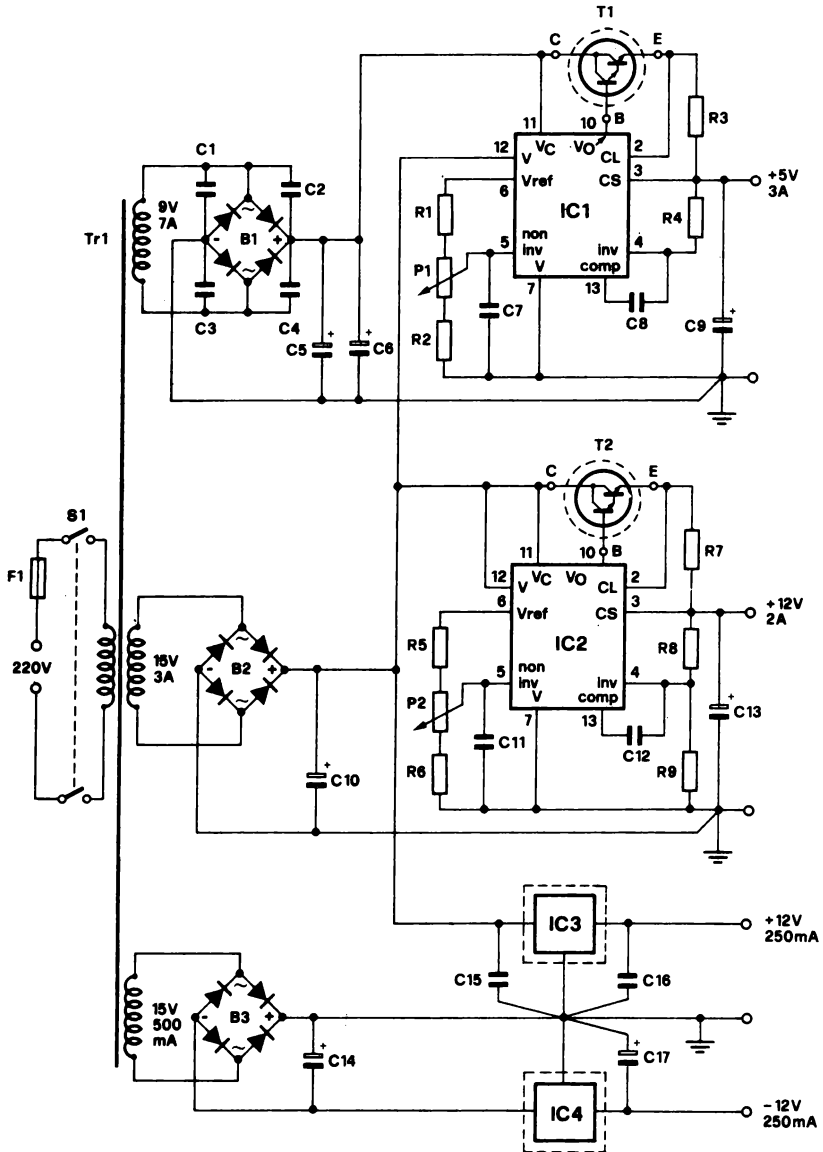 T1
C
E
11
10
B
R3
12
V
VC
VO
CL
2
C1
C2
6
Vref
IC1
CS
3
+5V
3A
9V
7A
Tr1
B1
~
~
-
+
R1
R4
5
non
inv
inv
4
P1
V
comp
7
13
C7
C8
C3
C4
R2
C9
+
C5
+
C6
+
T2
C
E
S1
11
10
B
R7
F1
12
V
VC
VO
CL
2
6
Vref
IC2
CS
3
+12V
2A
R5
R8
220V
15V
3A
B2
~
~
-
+
5
non
inv
inv
4
P2
V
comp
7
13
C11
C12
C13
+
R6
R9
C10
+
IC3
+12V
250mA
C15
C16
15V
500
mA
B3
~
~
-
+
C14
+
C17
+
IC4
-12V
250mA